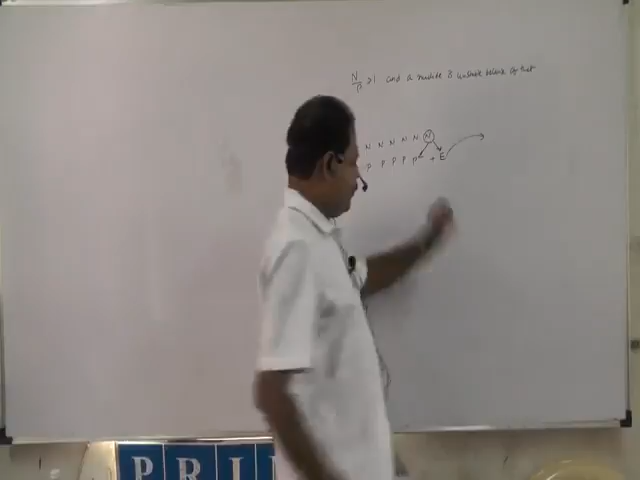 N/P >1 and a nuclide is unstable because of that
N N N N N N
P P P P P + E
PRI